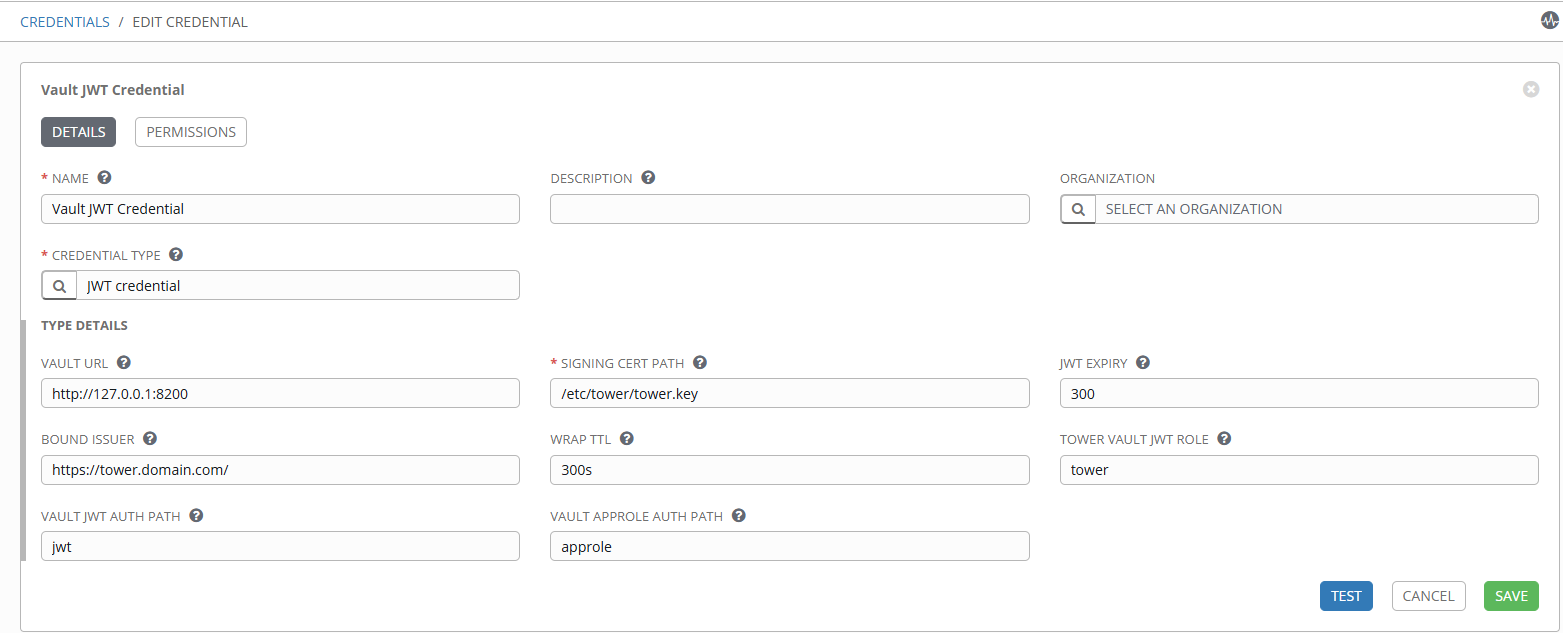 CREDENTIALS / EDIT CREDENTIAL
Vault JWT Credential
DETAILS PERMISSIONS
* NAME ? DESCRIPTION ? ORGANIZATION
Vault JWT Credential SELECT AN ORGANIZATION
* CREDENTIAL TYPE ?
JWT credential
TYPE DETAILS
VAULT URL ? * SIGNING CERT PATH ? JWT EXPIRY ?
http://127.0.0.1:8200 /etc/tower/tower.key 300
BOUND ISSUER ? WRAP TTL ? TOWER VAULT JWT ROLE ?
https://tower.domain.com/ 300s tower
VAULT JWT AUTH PATH ? VAULT APPROLE AUTH PATH ?
jwt approle
TEST CANCEL SAVE